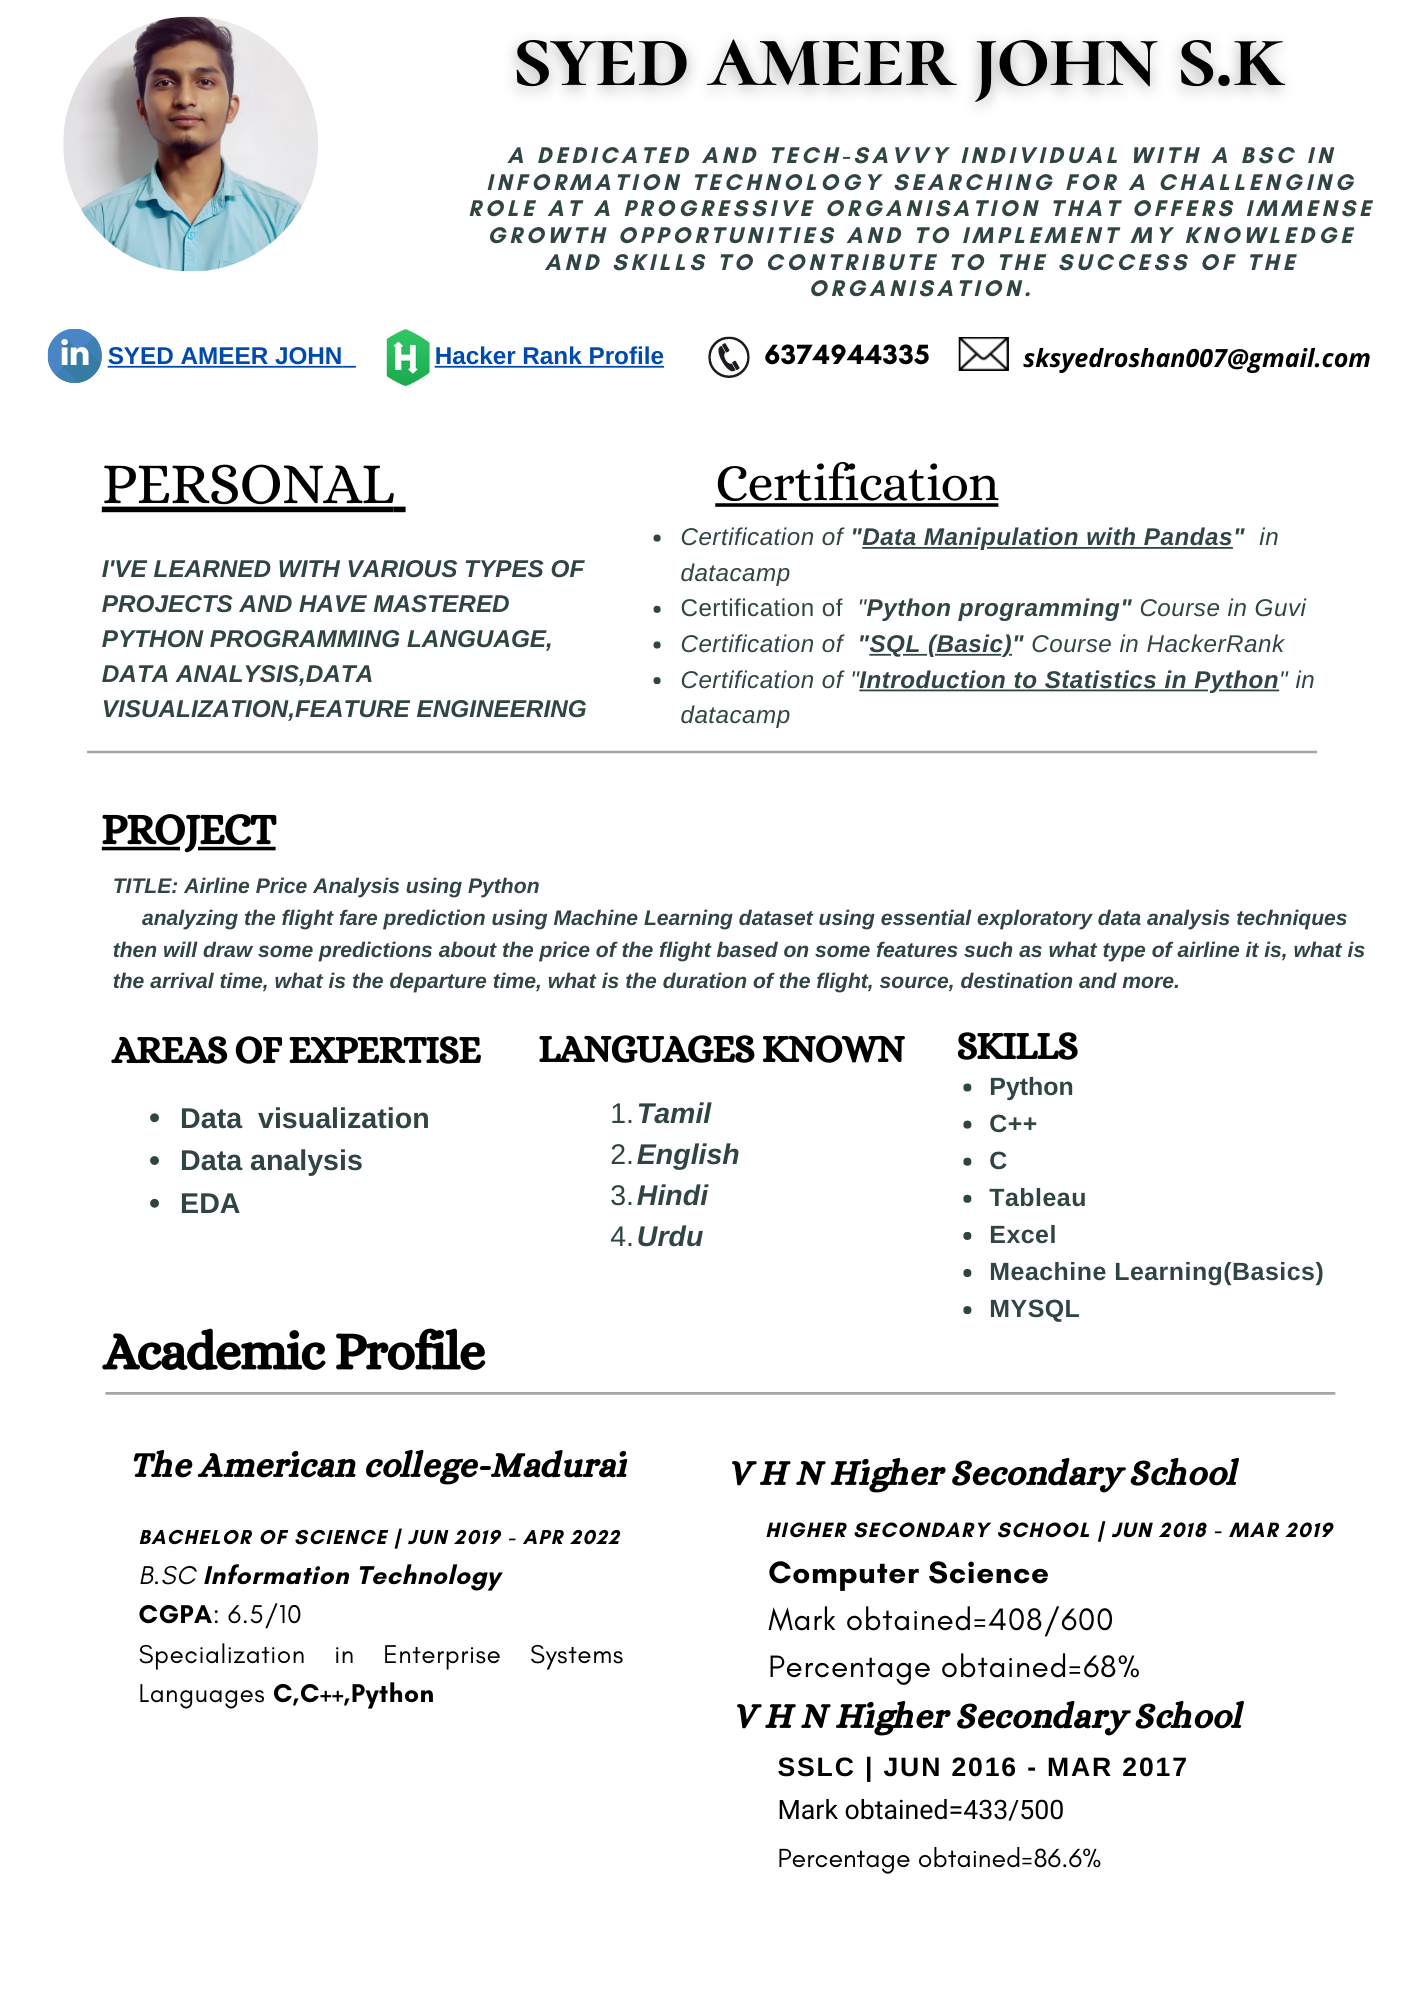 SYED AMEER JOHN S.K
A DEDICATED AND TECH-SAVVY INDIVIDUAL WITH A BSC IN
INFORMATION TECHNOLOGY SEARCHING FOR A CHALLENGING
ROLE AT A PROGRESSIVE ORGANISATION THAT OFFERS IMMENSE
GROWTH OPPORTUNITIES AND TO IMPLEMENT MY KNOWLEDGE
AND SKILLS TO CONTRIBUTE TO THE SUCCESS OF THE
ORGANISATION.
in SYED AMEER JOHN H Hacker Rank Profile 6374944335 sksyedroshan007@gmail.com
PERSONAL
I'VE LEARNED WITH VARIOUS TYPES OF
PROJECTS AND HAVE MASTERED
PYTHON PROGRAMMING LANGUAGE,
DATA ANALYSIS,DATA
VISUALIZATION,FEATURE ENGINEERING
Certification
• Certification of "Data Manipulation with Pandas" in
datacamp
• Certification of "Python programming" Course in Guvi
• Certification of "SQL (Basic)" Course in HackerRank
• Certification of "Introduction to Statistics in Python" in
datacamp
PROJECT
TITLE: Airline Price Analysis using Python
analyzing the flight fare prediction using Machine Learning dataset using essential exploratory data analysis techniques
then will draw some predictions about the price of the flight based on some features such as what type of airline it is, what is
the arrival time, what is the departure time, what is the duration of the flight, source, destination and more.
AREAS OF EXPERTISE
• Data visualization
• Data analysis
• EDA
LANGUAGES KNOWN
1. Tamil
2. English
3. Hindi
4. Urdu
SKILLS
• Python
• C++
• C
• Tableau
• Excel
• Meachine Learning(Basics)
• MYSQL
Academic Profile
The American college-Madurai
BACHELOR OF SCIENCE | JUN 2019 - APR 2022
B.SC Information Technology
CGPA: 6.5/10
Specialization in Enterprise Systems
Languages C,C++,Python
V H N Higher Secondary School
HIGHER SECONDARY SCHOOL | JUN 2018 - MAR 2019
Computer Science
Mark obtained=408/600
Percentage obtained=68%
V H N Higher Secondary School
SSLC | JUN 2016 - MAR 2017
Mark obtained=433/500
Percentage obtained=86.6%